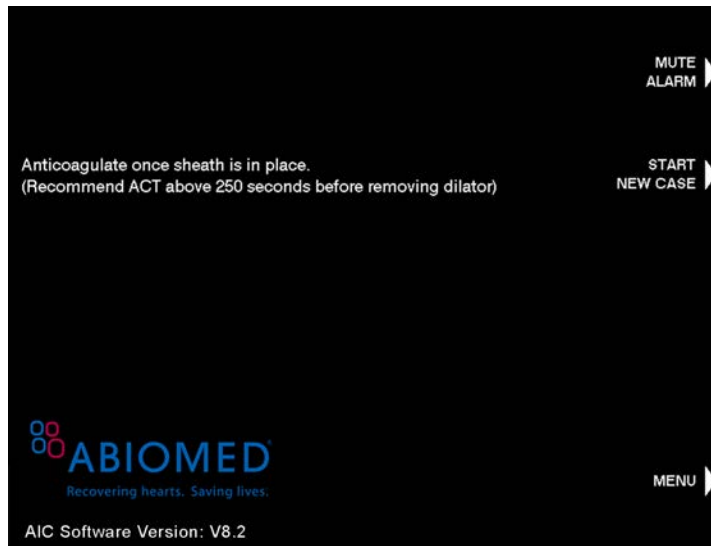 MUTE
ALARM
Anticoagulate once sheath is in place.
(Recommend ACT above 250 seconds before removing dilator)
START
NEW CASE
ABIOMED
Recovering hearts. Saving lives.
MENU
AIC Software Version: V8.2